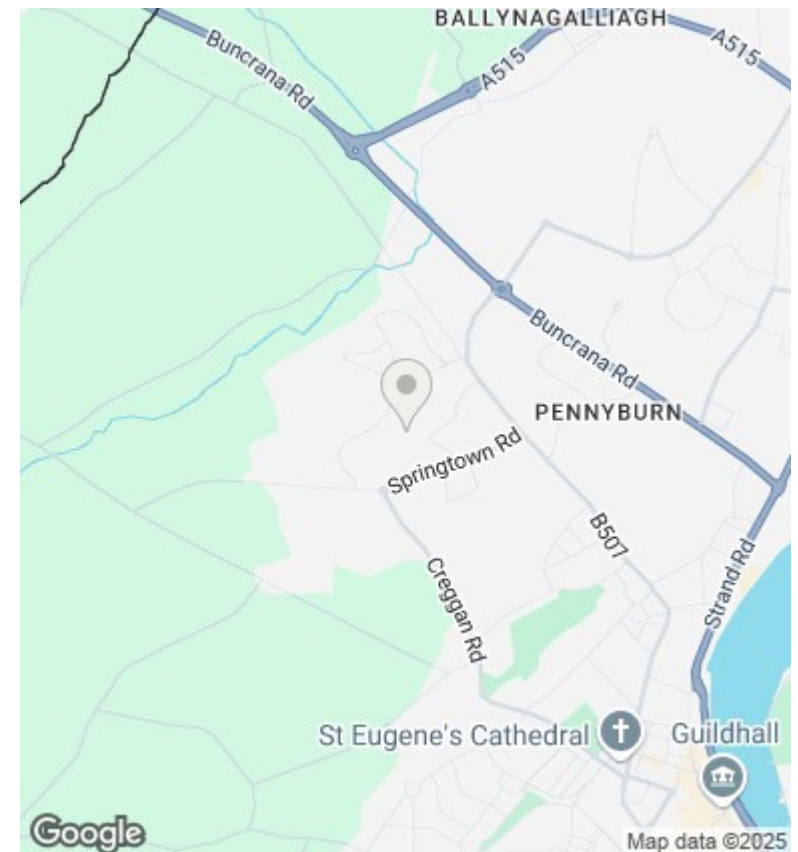 BALLYNAGALLIAGH
Buncrana Rd
A515
A515
Buncrana Rd
PENNYBURN
Springtown Rd
B507
Strand Rd
Creggan Rd
St Eugene's Cathedral
Guildhall
Google
Map data ©2025